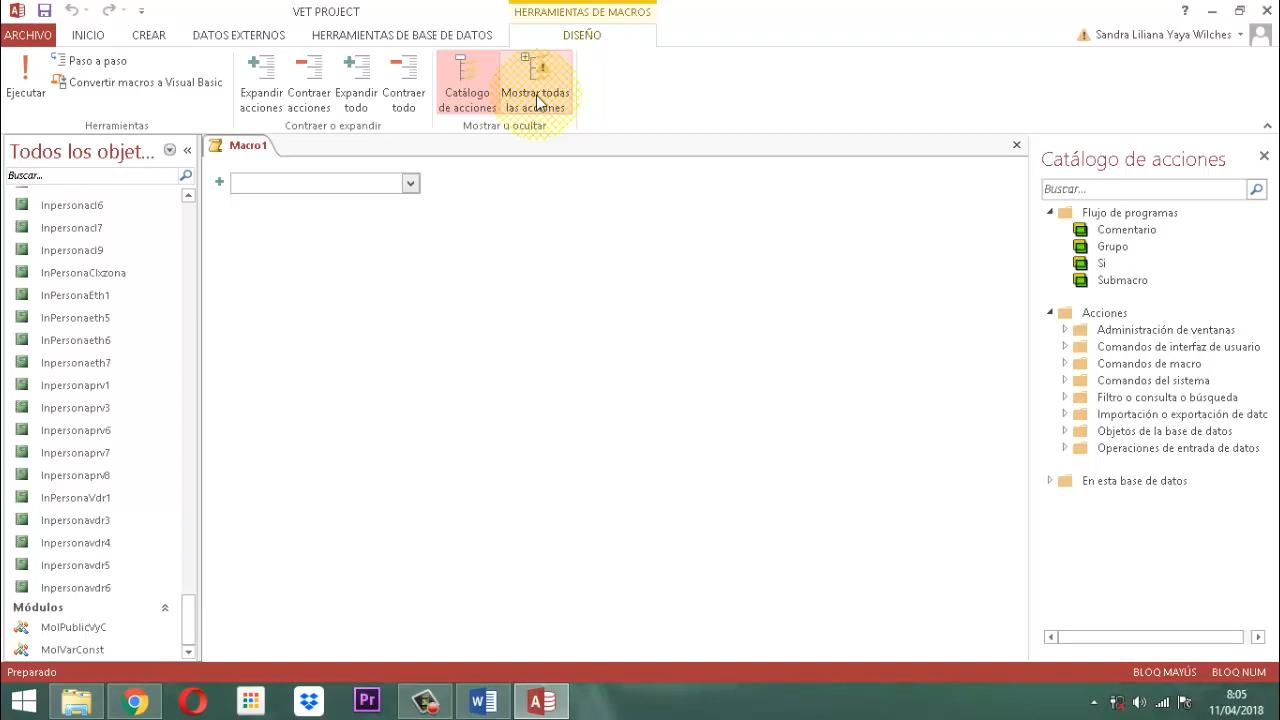 VET PROJECT
HERRAMIENTAS DE MACROS
?
ARCHIVO
INICIO
CREAR
DATOS EXTERNOS
HERRAMIENTAS DE BASE DE DATOS
DISEÑO
Sandra Liliana Yaya Wilches
Ejecutar
Paso a paso
Convertir macros a Visual Basic
Herramientas
Expandir acciones
Contraer acciones
Expandir todo
Contraer todo
Contraer o expandir
Catálogo de acciones
Mostrar todas las acciones
Mostrar u ocultar
Todos los objet...
Buscar...
Inpersonacl6
Inpersonacl7
Inpersonacl9
InPersonaClxzona
InPersonaEth1
InPersonaeth5
InPersonaeth6
Inpersonaeth7
Inpersonaprv1
Inpersonaprv3
Inpersonaprv6
Inpersonaprv7
Inpersonaprv8
InPersonaVdr1
Inpersonavdr3
Inpersonavdr4
Inpersonavdr5
Inpersonavdr6
Módulos
MolPublicVyC
MolVarConst
Macro1
Catálogo de acciones
Buscar...
Flujo de programas
Comentario
Grupo
Si
Submacro
Acciones
Administración de ventanas
Comandos de interfaz de usuario
Comandos de macro
Comandos del sistema
Filtro o consulta o búsqueda
Importación o exportación de datc
Objetos de la base de datos
Operaciones de entrada de datos
En esta base de datos
Preparado
BLOQ MAYÚS
BLOQ NUM
Pr
8:05
11/04/2018